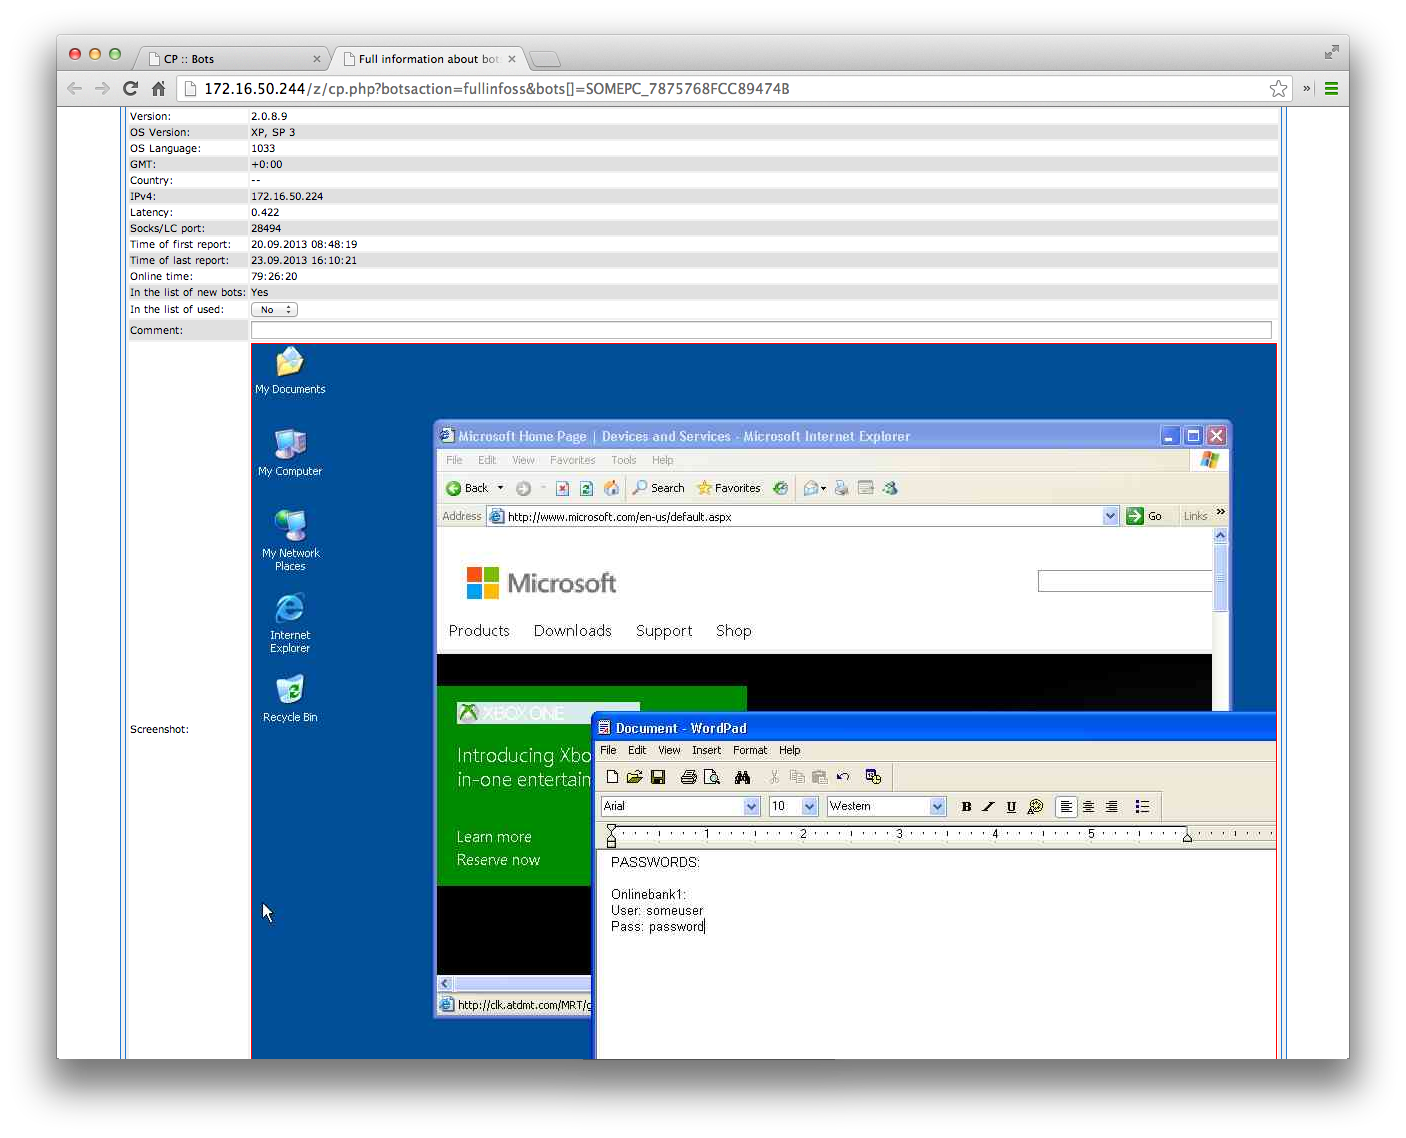 CP :: Bots
Full information about bot
172.16.50.244/z/cp.php?botsaction=fullinfoss&bots[]=SOMEPC_7875768FCC89474B
»
Version: 2.0.8.9
OS Version: XP, SP 3
OS Language: 1033
GMT: +0:00
Country: --
IPv4: 172.16.50.224
Latency: 0.422
Socks/LC port: 28494
Time of first report: 20.09.2013 08:48:19
Time of last report: 23.09.2013 16:10:21
Online time: 79:26:20
In the list of new bots: Yes
In the list of used: No
Comment:
Screenshot:
My Documents
My Computer
My Network
Places
Internet
Explorer
Recycle Bin
Microsoft Home Page | Devices and Services - Microsoft Internet Explorer
File Edit View Favorites Tools Help
Back Search Favorites
Address http://www.microsoft.com/en-us/default.aspx Go Links »
Microsoft
Products Downloads Support Shop
XBOX ONE
Introducing Xbo
in-one entertain
Learn more
Reserve now
http://clk.atdmt.com/MRT/g
Document - WordPad
File Edit View Insert Format Help
Arial 10 Western B / U
1 2 3 4 5
PASSWORDS:
Onlinebank1:
User: someuser
Pass: password